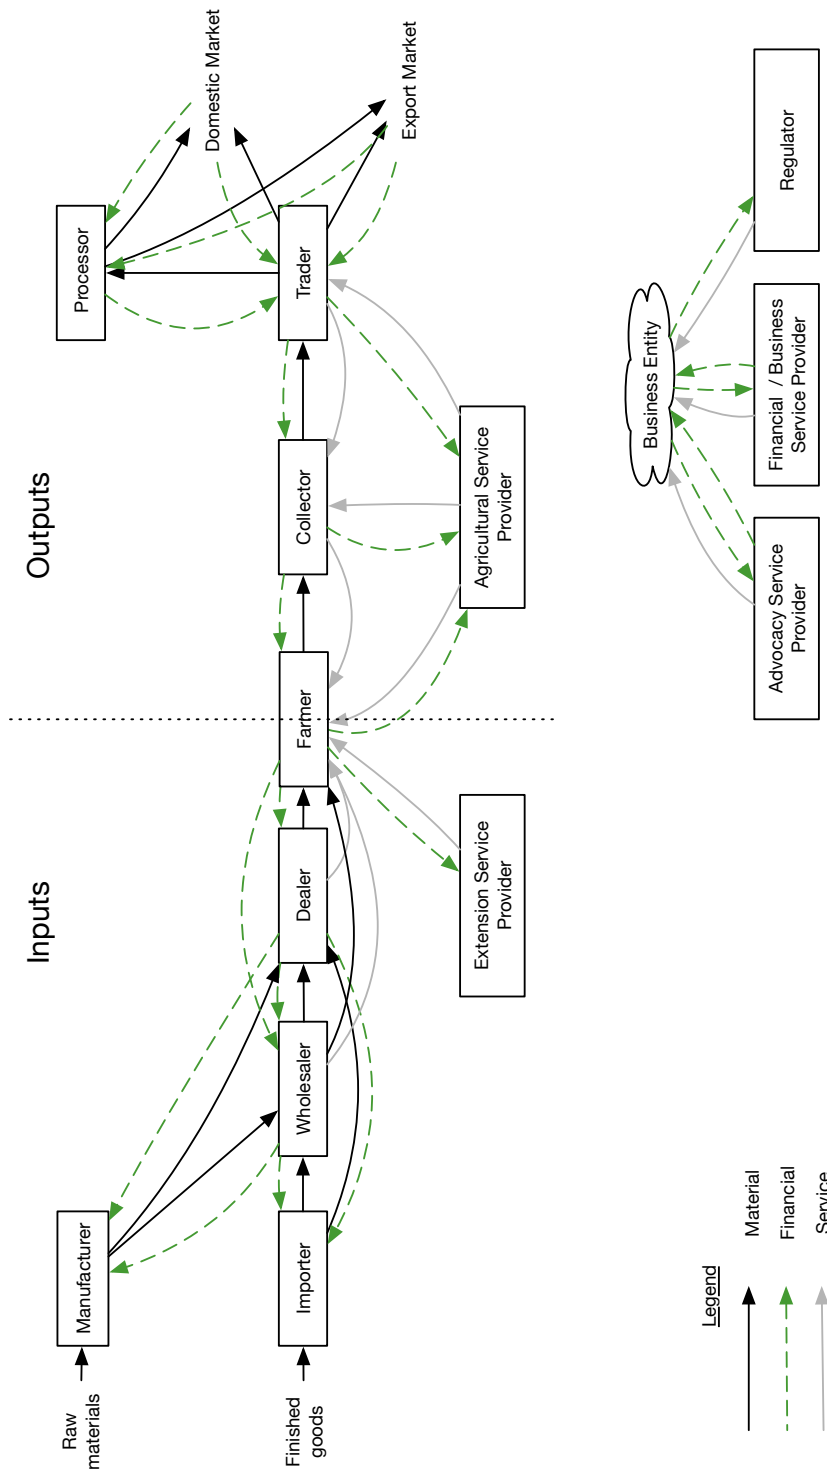 Inputs
Outputs
Raw
materials
Manufacturer
Processor
Domestic Market
Finished
goods
Importer
Wholesaler
Dealer
Farmer
Collector
Trader
Export Market
Extension Service
Provider
Agricultural Service
Provider
Business Entity
Legend
Material
Financial
Service
Advocacy Service
Provider
Financial / Business
Service Provider
Regulator